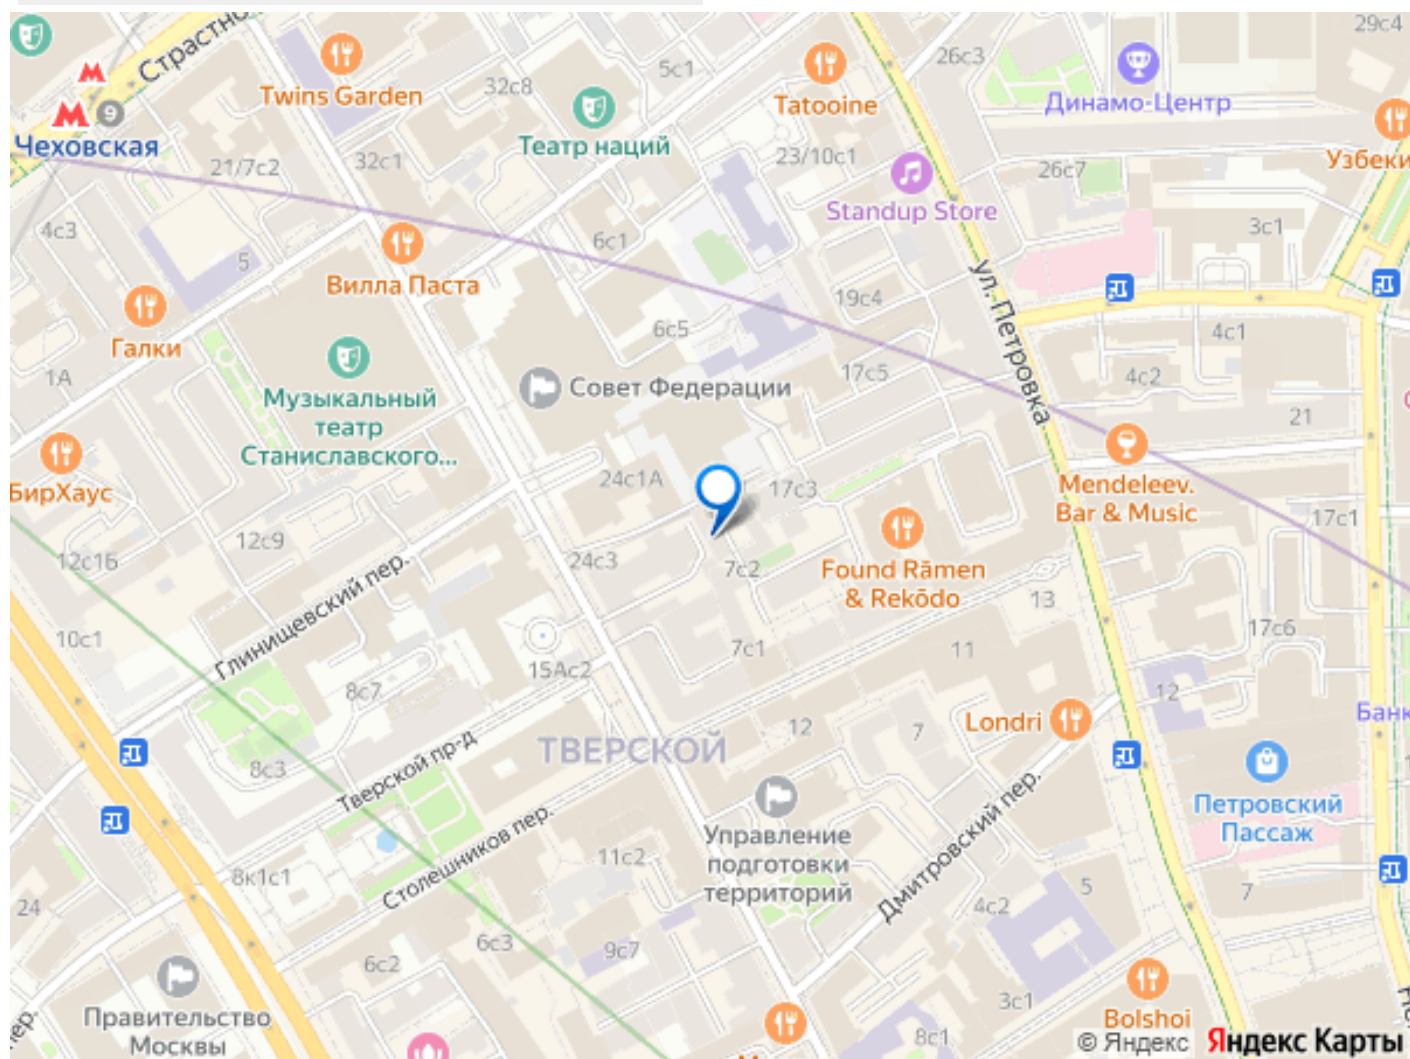 Страстно
29с4
26с3
5с1
32с8
Twins Garden
Tatooine
Динамо-Центр
9
Чеховская
Театр наций
Узбеки
21/7с2
32с1
23/10с1
26с7
Standup Store
4с3
6с1
3с1
5
Вилла Паста
19с4
ул. Петровка
Галки
6с5
4с1
1А
17с5
4с2
Совет Федерации
Музыкальный
театр
Станиславского...
21
БирХаус
24с1А
17с3
Mendeleev.
Bar & Music
17с1
12с9
12с16
24с3
7с2
Found Rāmen
& Rekōdo
Глинищевский пер.
13
10с1
7с1
11
17с6
15Ас2
8с7
12
12
7
Londri
Банк
ТВЕРСКОЙ
8с3
Тверской пр-д
Петровский
Пассаж
Управление
подготовки
территорий
Столешников пер.
11с2
Дмитровский пер.
8к1с1
5
7
24
4с2
6с3
9с7
6с2
3с1
Правительство
Москвы
пер.
Bolshoi
8с1
© Яндекс Яндекс Карты